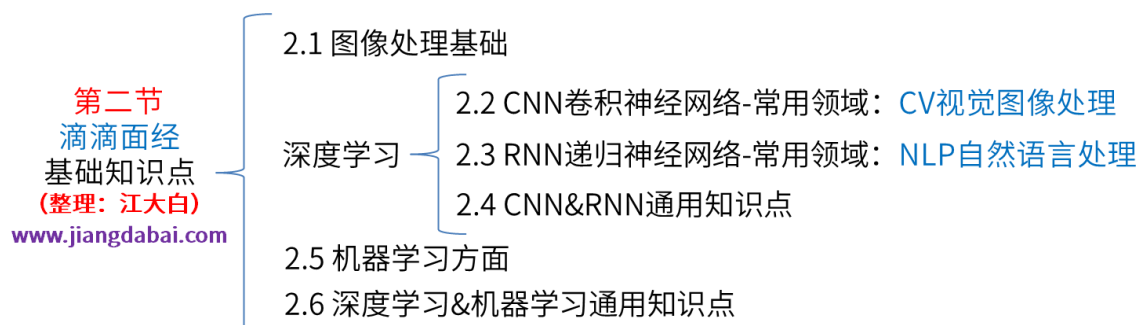 第二节
滴滴面经
基础知识点
（整理：江大白）
www.jiangdabai.com
2.1 图像处理基础
深度学习
2.2 CNN卷积神经网络-常用领域：CV视觉图像处理
2.3 RNN递归神经网络-常用领域：NLP自然语言处理
2.4 CNN&RNN通用知识点
2.5 机器学习方面
2.6 深度学习&机器学习通用知识点